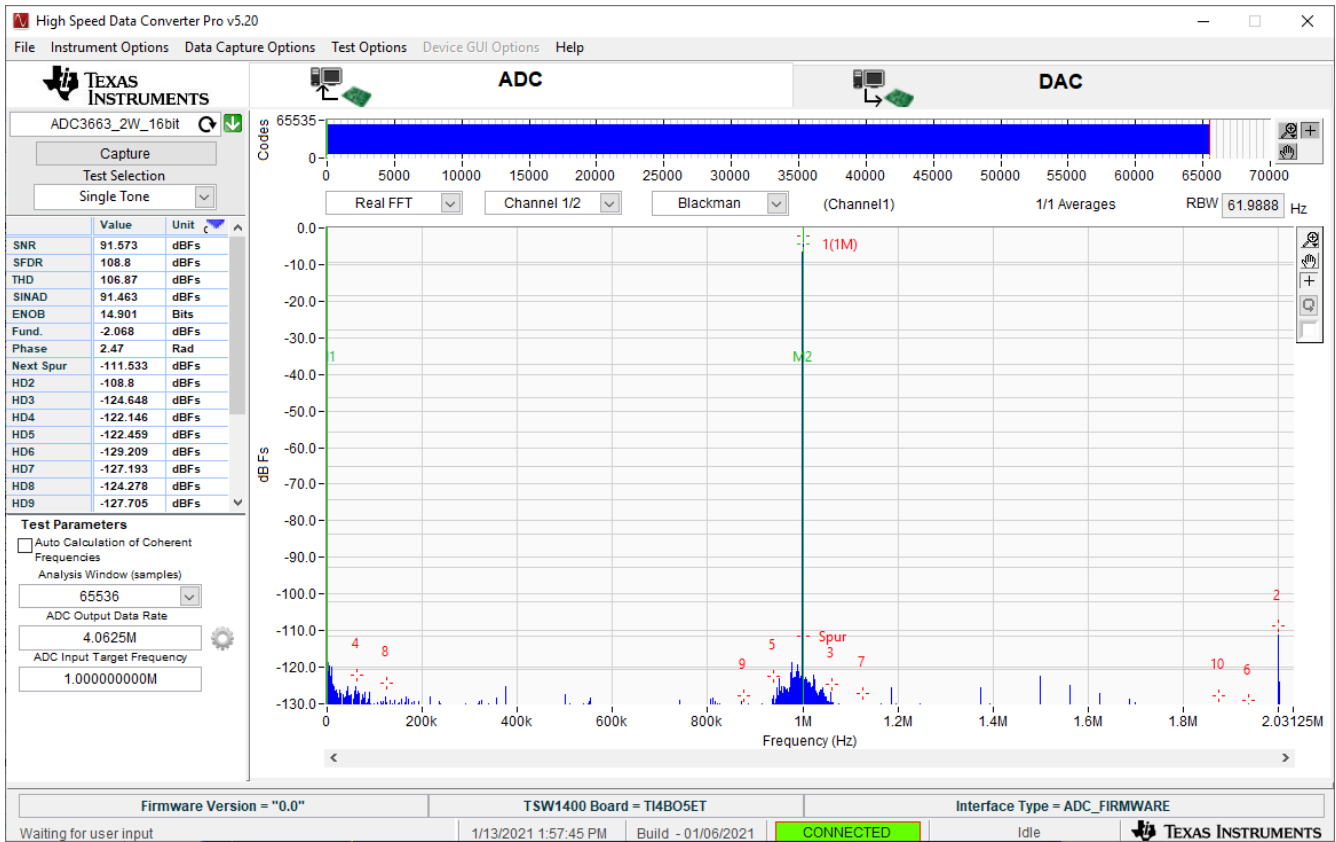 High Speed Data Converter Pro v5.20
File Instrument Options Data Capture Options Test Options Device GUI Options Help
TEXAS INSTRUMENTS
ADC
DAC
ADC3663_2W_16bit
Capture
Test Selection
Single Tone
Value Unit
SNR 91.573 dBFs
SFDR 108.8 dBFs
THD 106.87 dBFs
SINAD 91.463 dBFs
ENOB 14.901 Bits
Fund. -2.068 dBFs
Phase 2.47 Rad
Next Spur -111.533 dBFs
HD2 -108.8 dBFs
HD3 -124.648 dBFs
HD4 -122.146 dBFs
HD5 -122.459 dBFs
HD6 -129.209 dBFs
HD7 -127.193 dBFs
HD8 -124.278 dBFs
HD9 -127.705 dBFs
Test Parameters
Auto Calculation of Coherent
Frequencies
Analysis Window (samples)
65536
ADC Output Data Rate
4.0625M
ADC Input Target Frequency
1.000000000M
Codes
65535
0
0 5000 10000 15000 20000 25000 30000 35000 40000 45000 50000 55000 60000 65000 70000
Real FFT Channel 1/2 Blackman (Channel1) 1/1 Averages RBW 61.9888 Hz
dB Fs
0.0
-10.0
-20.0
-30.0
-40.0
-50.0
-60.0
-70.0
-80.0
-90.0
-100.0
-110.0
-120.0
-130.0
1(1M)
1
M2
2
4
8
9
5
Spur
3
7
10
6
0 200k 400k 600k 800k 1M 1.2M 1.4M 1.6M 1.8M 2.03125M
Frequency (Hz)
Firmware Version = "0.0" TSW1400 Board = TI4BO5ET Interface Type = ADC_FIRMWARE
Waiting for user input 1/13/2021 1:57:45 PM Build - 01/06/2021 CONNECTED Idle TEXAS INSTRUMENTS